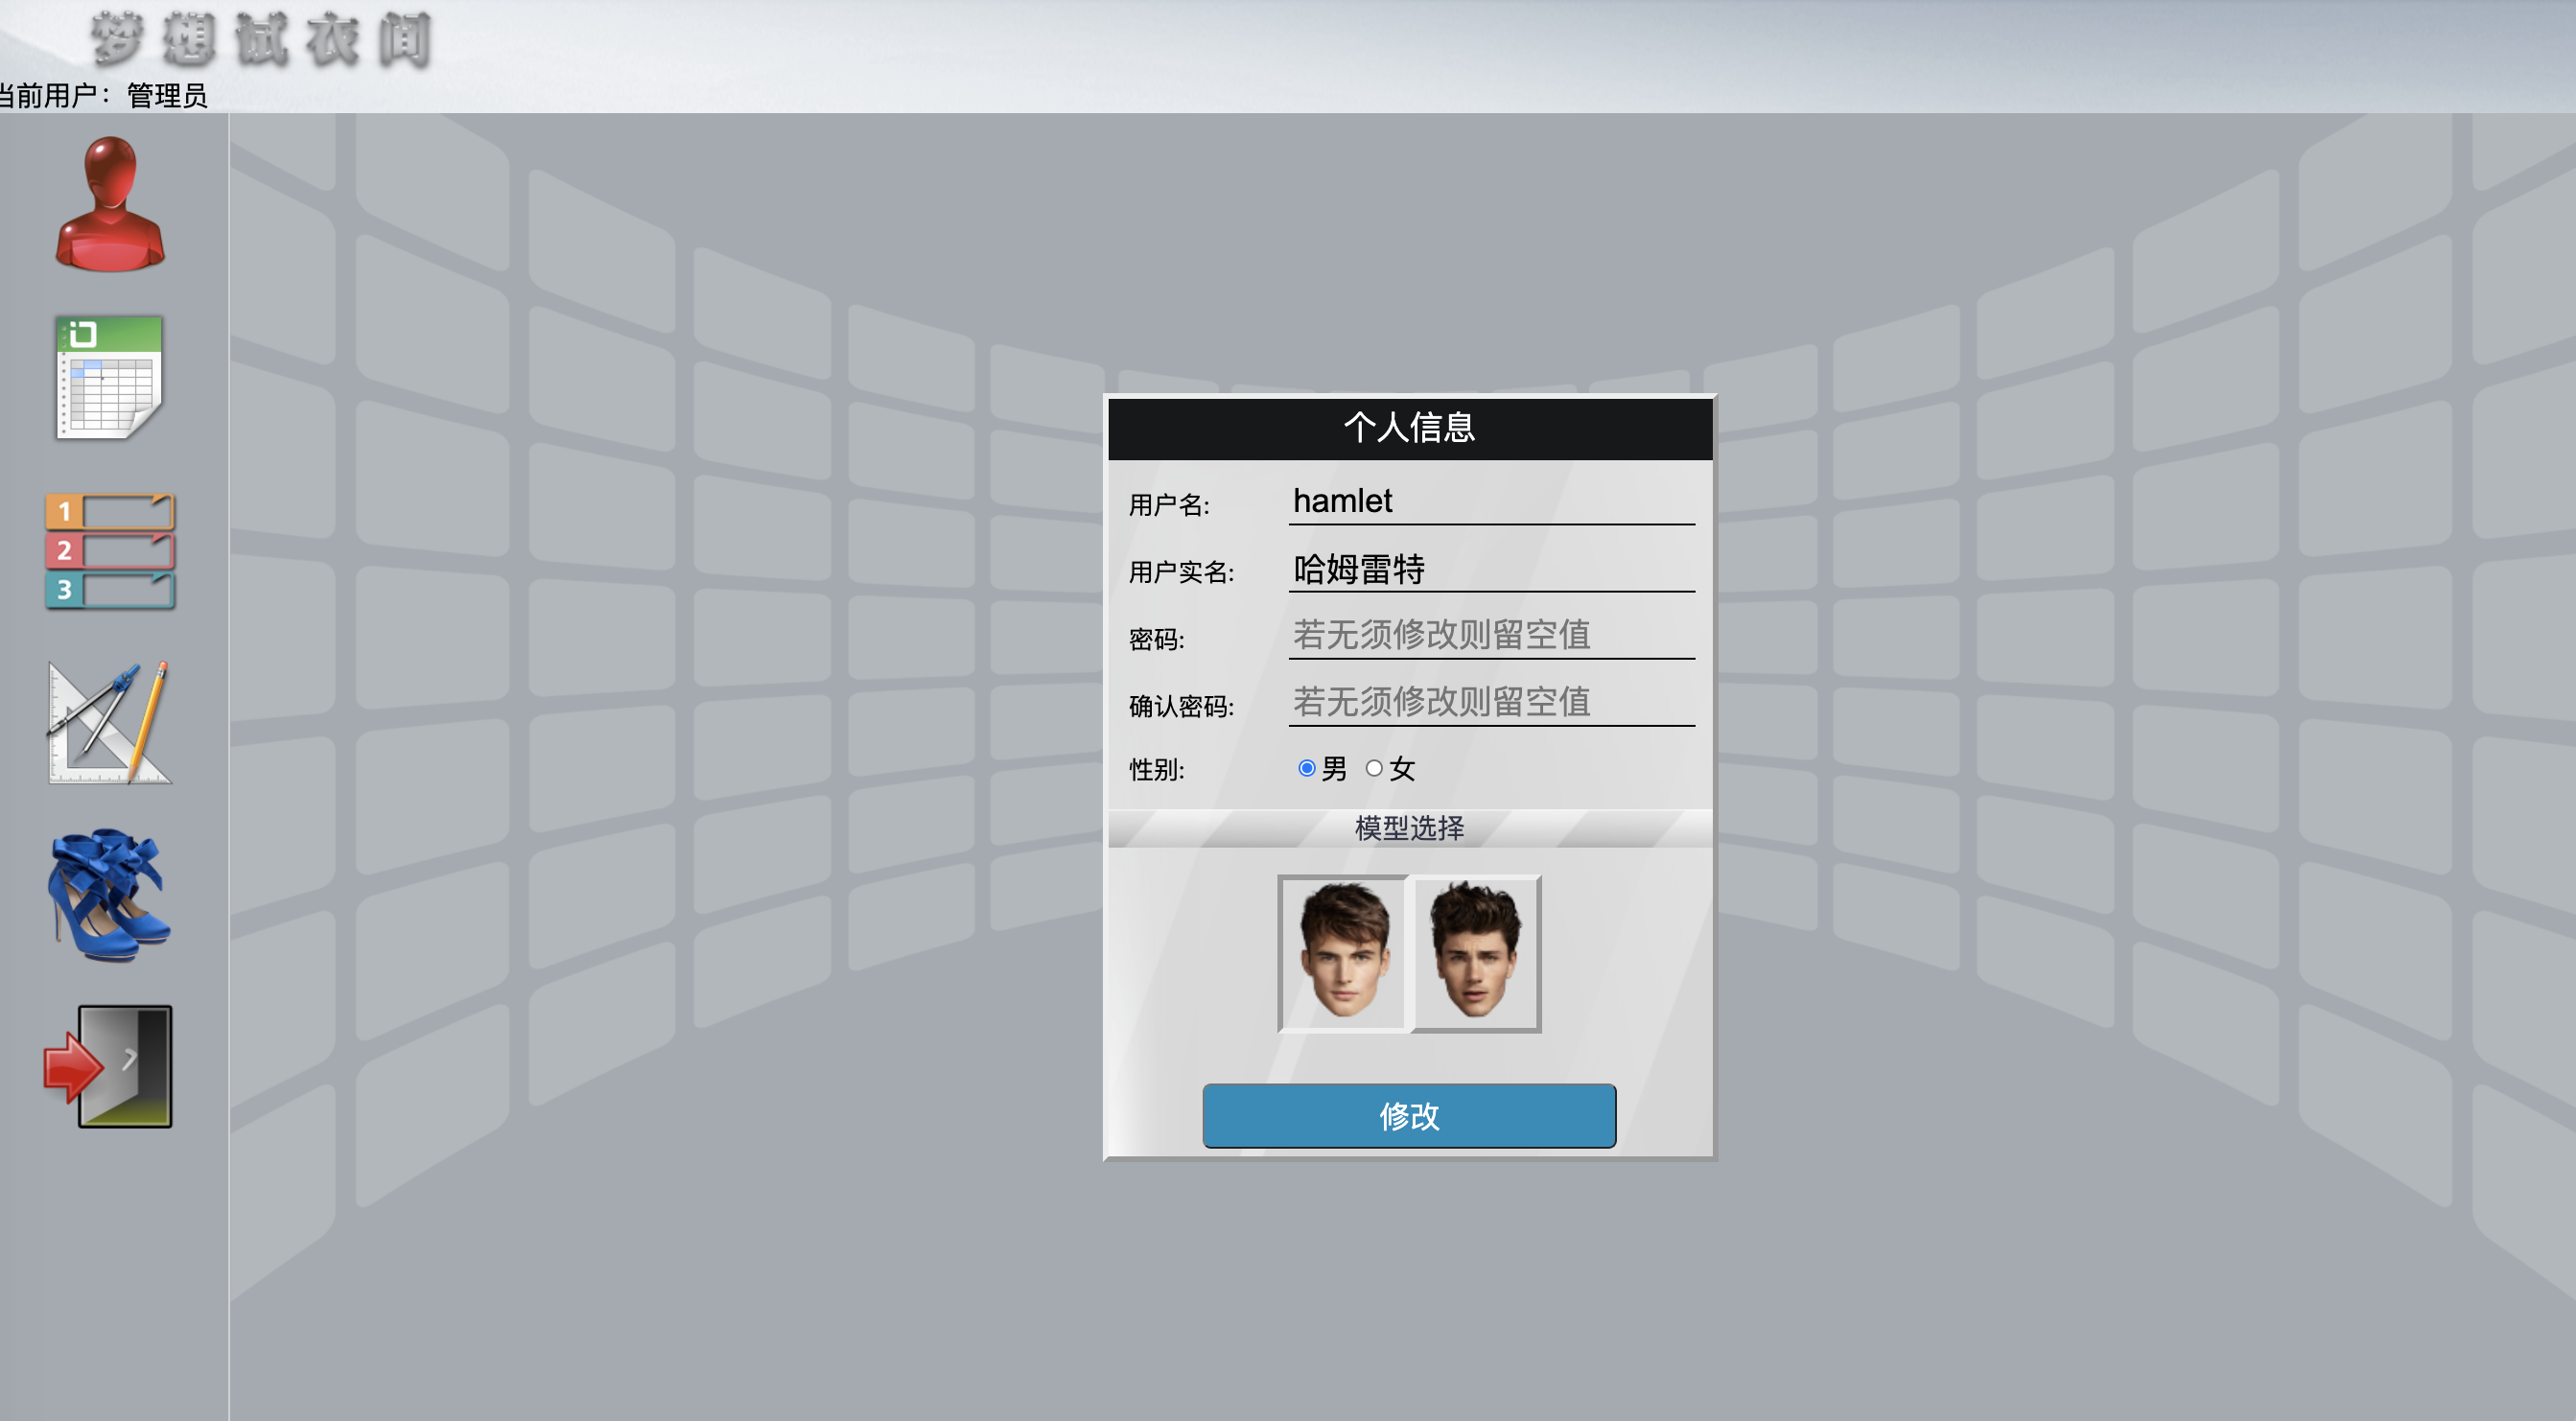 梦想试衣间
当前用户：管理员
1
2
3
个人信息
用户名: hamlet
用户实名: 哈姆雷特
密码: 若无须修改则留空值
确认密码: 若无须修改则留空值
性别: 男 女
模型选择
修改